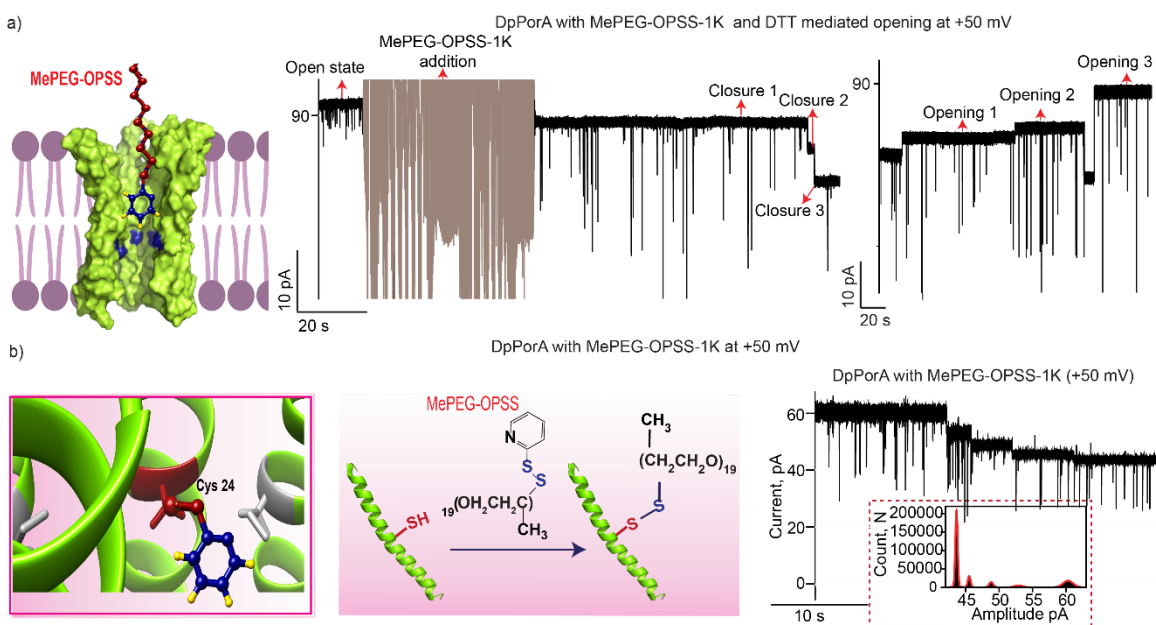 a)
DpPorA with MePEG-OPSS-1K and DTT mediated opening at +50 mV
MePEG-OPSS
Open state
MePEG-OPSS-1K
addition
90
Closure 1
Closure 2
Closure 3
10 pA
20 s
90
Opening 1
Opening 2
Opening 3
10 pA
20 s
b)
DpPorA with MePEG-OPSS-1K at +50 mV
Cys 24
MePEG-OPSS
N
S
S
19(OH2CH2C)
CH3
SH
CH3
(CH2CH2O)19
S
S
DpPorA with MePEG-OPSS-1K (+50 mV)
Current, pA
60
40
20
0
10 s
Count, N
200000
150000
100000
50000
0
45 50 55 60
Amplitude pA